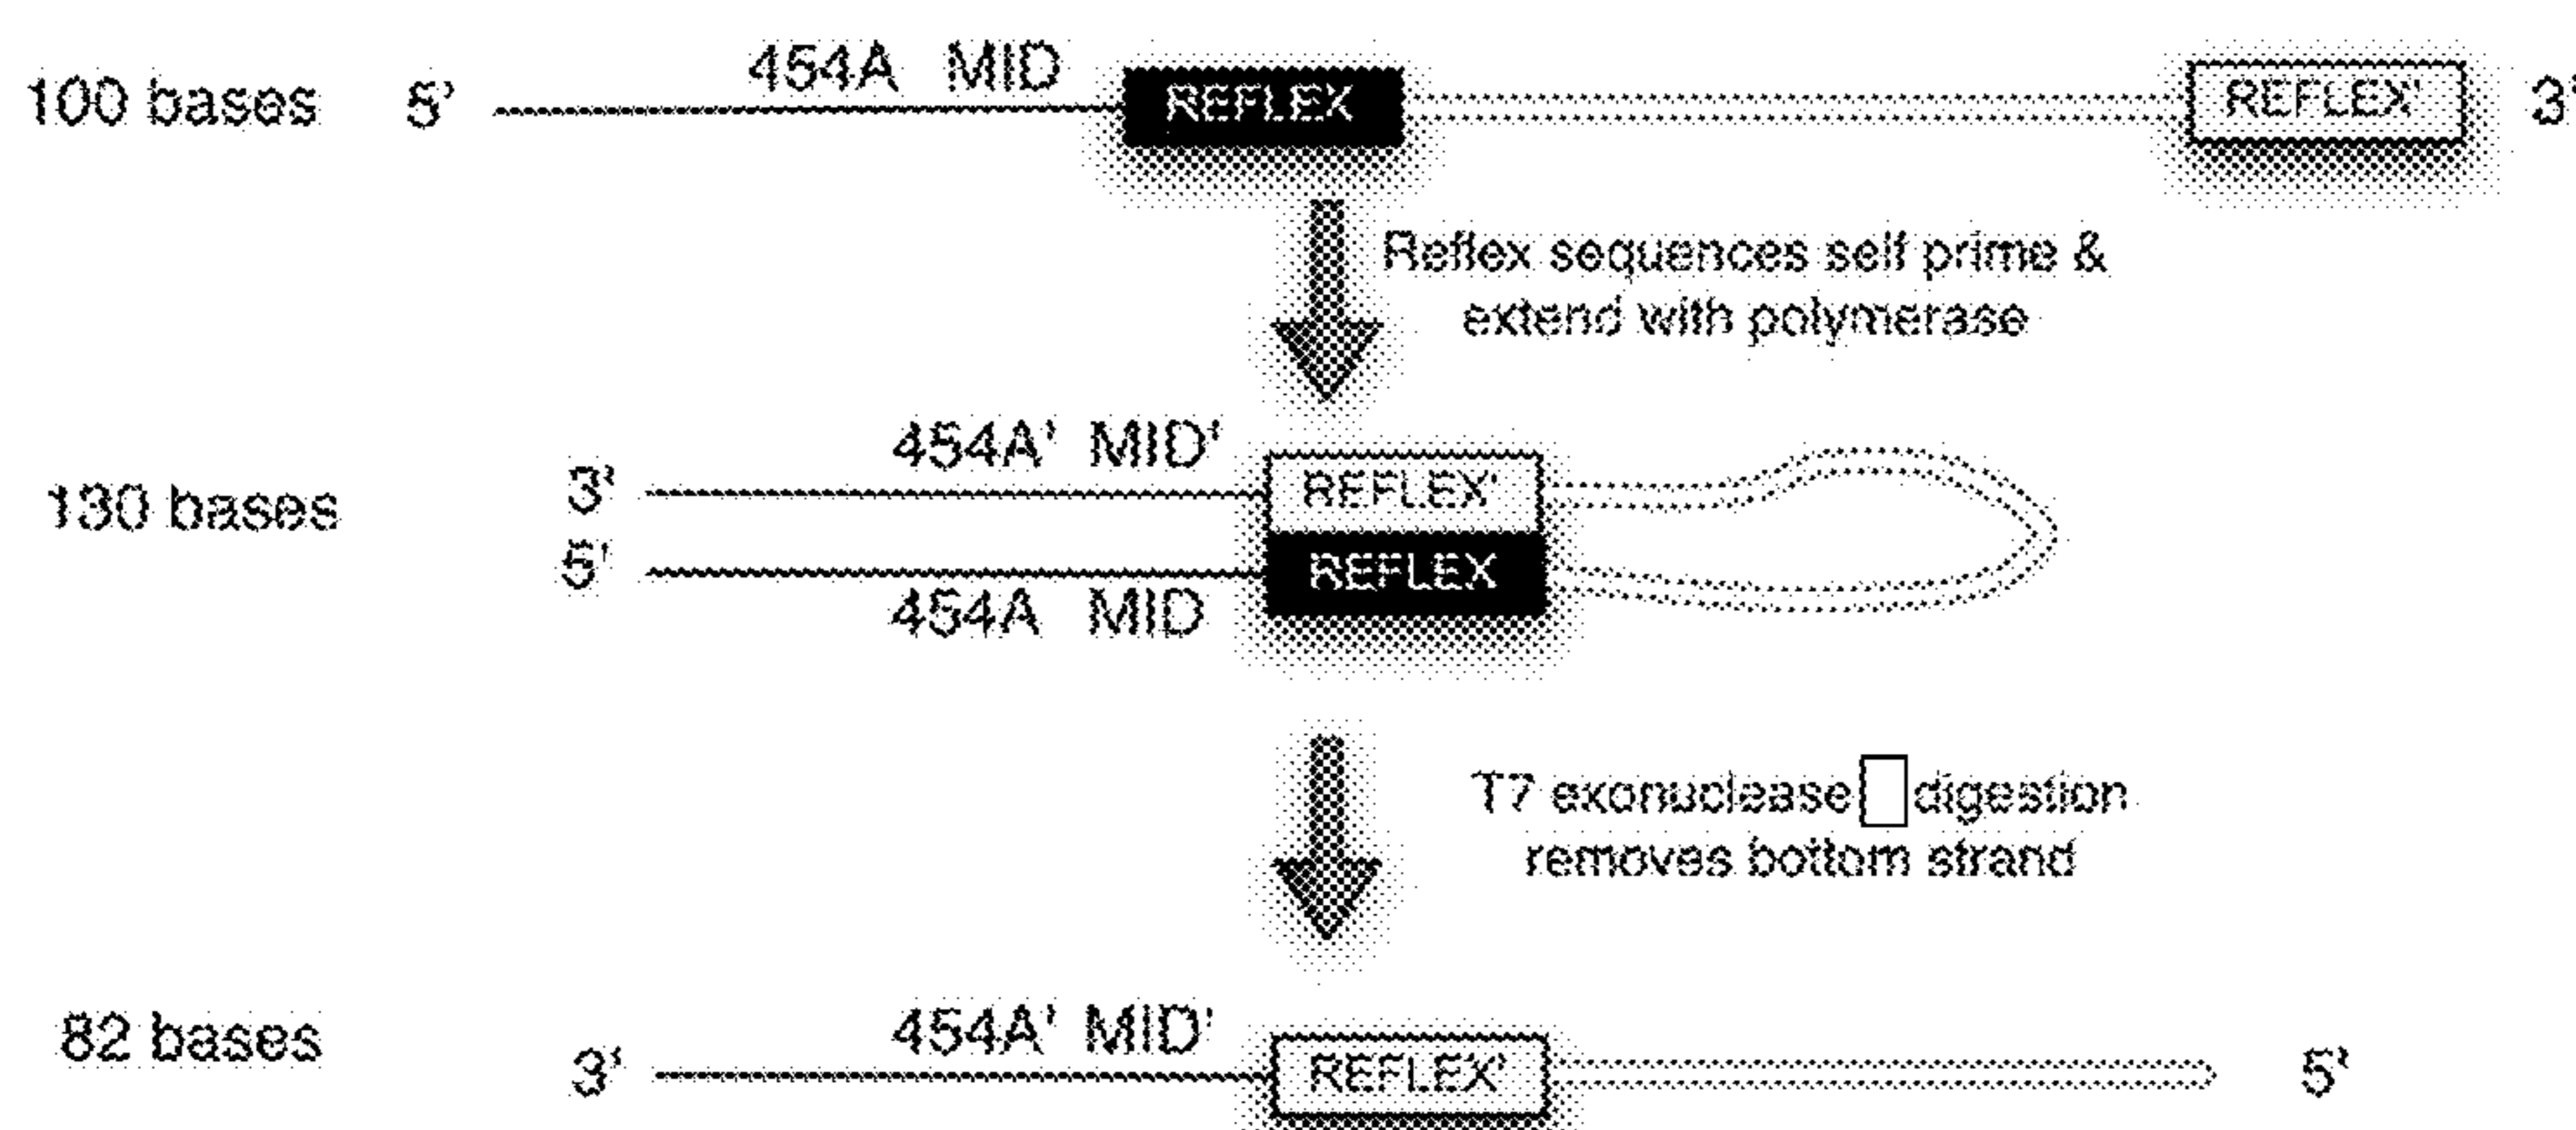 454A MID
100 bases 5' REFLEX REFLEX' 3'
Reflex sequences self prime &
extend with polymerase
454A' MID'
3' REFLEX'
130 bases
5' REFLEX
454A MID
T7 exonuclease digestion
removes bottom strand
454A' MID'
82 bases
3' REFLEX' 5'